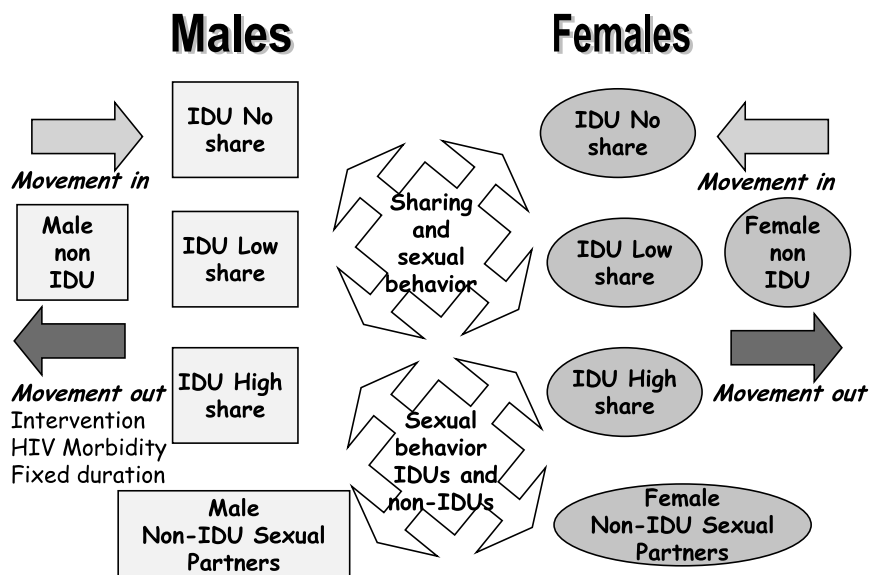 Males
Females
IDU No
share
IDU No
share
Movement in
Movement in
Male
non
IDU
IDU Low
share
Sharing
and
sexual
behavior
IDU Low
share
Female
non
IDU
Movement out
Intervention
HIV Morbidity
Fixed duration
IDU High
share
Sexual
behavior
IDUs and
non-IDUs
IDU High
share
Movement out
Male
Non-IDU Sexual
Partners
Female
Non-IDU Sexual
Partners